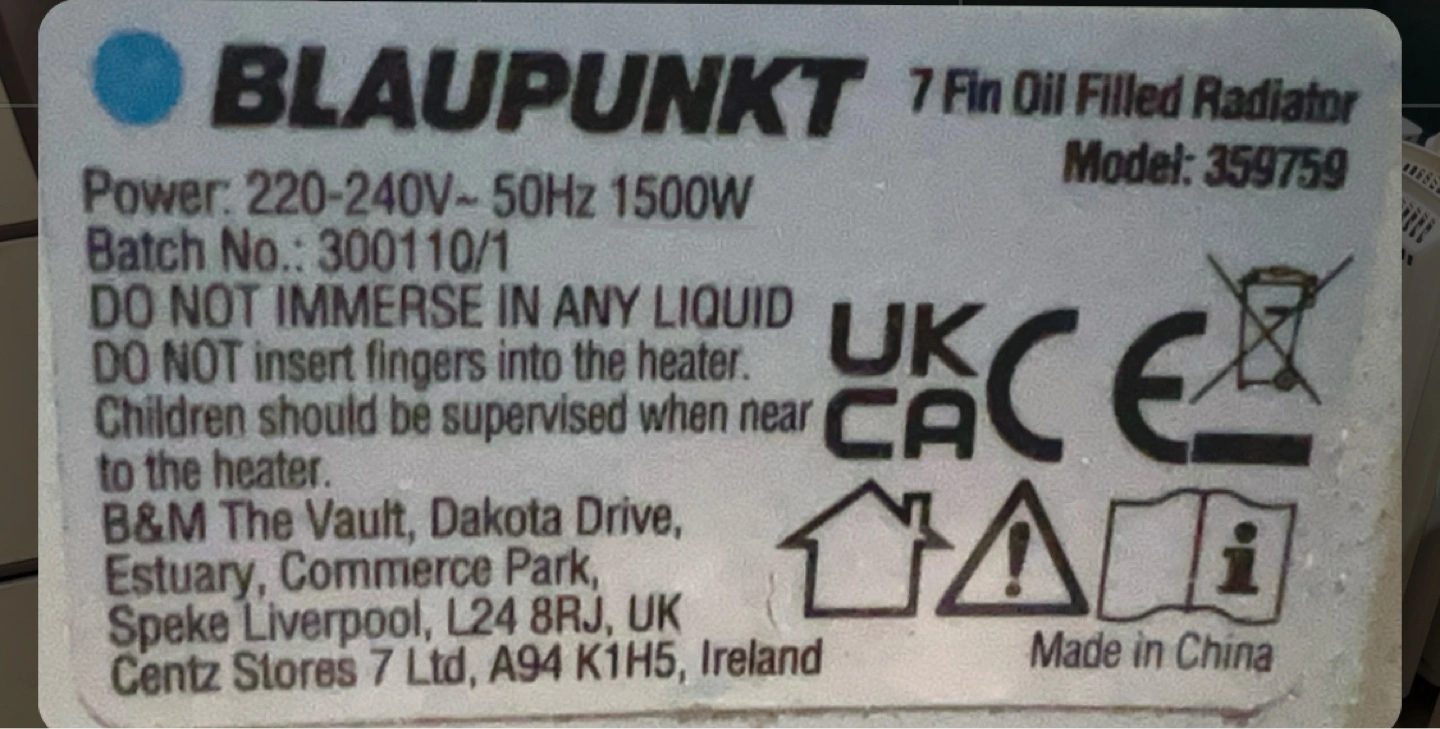 BLAUPUNKT
7 Fin Oil Filled Radiator
Model: 359759
Power: 220-240V~ 50Hz 1500W
Batch No.: 300110/1
DO NOT IMMERSE IN ANY LIQUID
DO NOT insert fingers into the heater.
Children should be supervised when near
to the heater.
B&M The Vault, Dakota Drive,
Estuary, Commerce Park,
Speke Liverpool, L24 8RJ, UK
Centz Stores 7 Ltd, A94 K1H5, Ireland
UK
CA
CE
Made in China